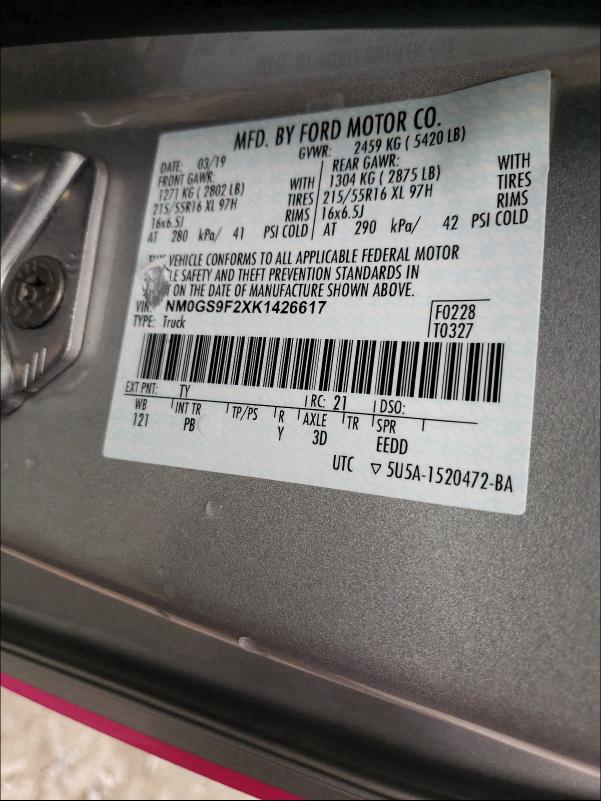 MFD. BY FORD MOTOR CO.
DATE: 03/19 GVWR: 2459 KG ( 5420 LB)
FRONT GAWR: WITH REAR GAWR: WITH
1271 KG ( 2802 LB) TIRES 1304 KG ( 2875 LB) TIRES
215/55R16 XL 97H RIMS 215/55R16 XL 97H RIMS
16x6.5J 16x6.5J
AT 280 kPa/ 41 PSI COLD AT 290 kPa/ 42 PSI COLD
VEHICLE CONFORMS TO ALL APPLICABLE FEDERAL MOTOR
SAFETY AND THEFT PREVENTION STANDARDS IN
ON THE DATE OF MANUFACTURE SHOWN ABOVE.
VIN: NM0GS9F2XK1426617 F0228
TYPE: Truck T0327
EXT PNT: TY RC: 21 DSO:
WB INT TR TP/PS R AXLE TR SPR
121 PB Y 3D EEDD
UTC ▽ 5U5A-1520472-BA